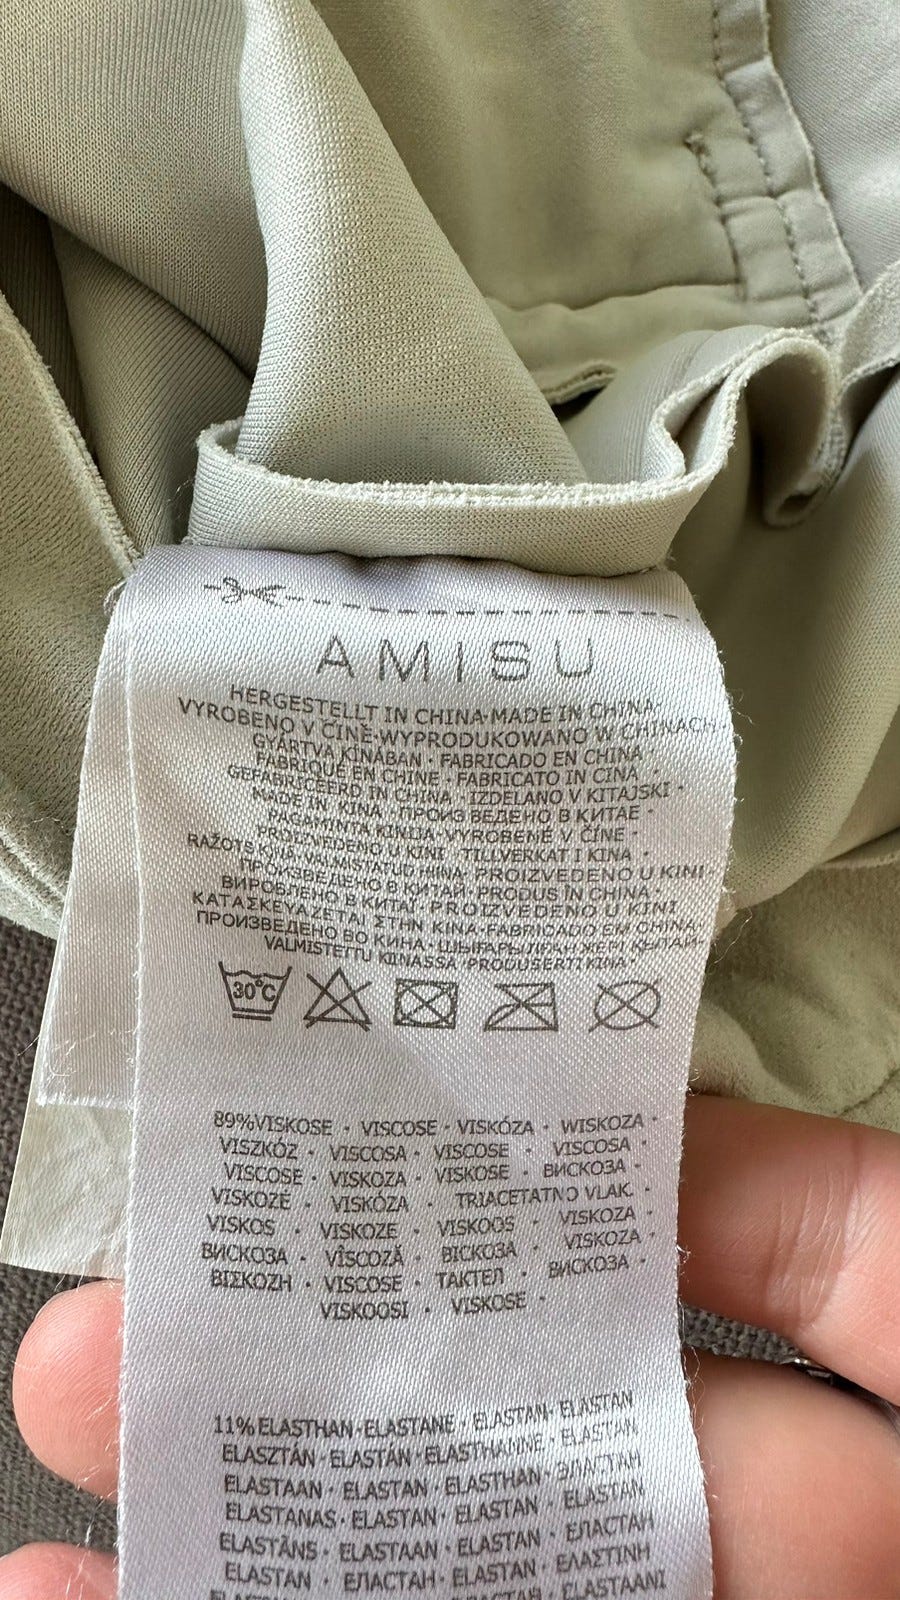 AMISU
HERGESTELLT IN CHINA·MADE IN CHINA·
VYROBENO V ČÍNĚ·WYPRODUKOWANO W CHINACH
GYÁRTVA KÍNÁBAN · FABRICADO EN CHINA ·
FABRIQUÉ EN CHINE · FABRICATO IN CINA ·
GEFABRICEERD IN CHINA · IZDELANO V KITAJSKI ·
MADE IN KINA · ПРОИЗВЕДЕНО В КИТАЕ ·
PAGAMINTA KINIJA · VYROBENÉ V ČÍNE ·
PROIZVEDENO U KINI · TILLVERKAT I KINA ·
RAŽOTS ĶĪNĀ·VALMISTATUD HIINA· PROIZVEDENO U KINI
ПРОИЗВЕДЕНО В КИТАЙ · PRODUS ÎN CHINA ·
ВИРОБЛЕНО В КИТАЇ · PROIZVEDENO U KINI
ΚΑΤΑΣΚΕΥΑΖΕΤΑΙ ΣΤΗΝ ΚΙΝΑ·FABRICADO EM CHINA·
ПРОИЗВЕДЕНО ВО КИНА · ШЫҒАРЫЛҒАН ЖЕРІ ҚЫТАЙ·
VALMISTETTU KIINASSA·PRODUSERT I KINA·
30°C
89%VISKOSE · VISCOSE · VISKÓZA · WISKOZA ·
VISZKÓZ · VISCOSA · VISCOSE · VISCOSA ·
VISCOSE · VISKOZA · VISKOSE · ВИСКОЗА ·
VISKOZĖ · VISKÓZA · TRIACETATNO VLAK. ·
VISKOS · VISKOZE · VISKOOS · VISKOZA ·
ВИСКОЗА · VÎSCOZĂ · ВІСКОЗА · VISKOZA ·
ΒΙΣΚΟΖΗ · VISCOSE · ТАКТЕЛ · ВИСКОЗА ·
VISKOOSI · VISKOSE ·
11% ELASTHAN·ELASTANE · ELASTAN· ELASTAN
ELASZTÁN · ELASTÁN·ELASTHANNE · ELASTAN
ELASTAAN · ELASTAN · ELASTHAN · ЭЛАСТАН
ELASTANAS · ELASTAN · ELASTAN · ELASTAN
ELASTĀNS · ELASTAAN · ELASTAN · ЕЛАСТАН
ELASTAN · ЕЛАСТАН · ELASTAN · ΕΛΑΣΤΙΝΗ
ELASTAANI